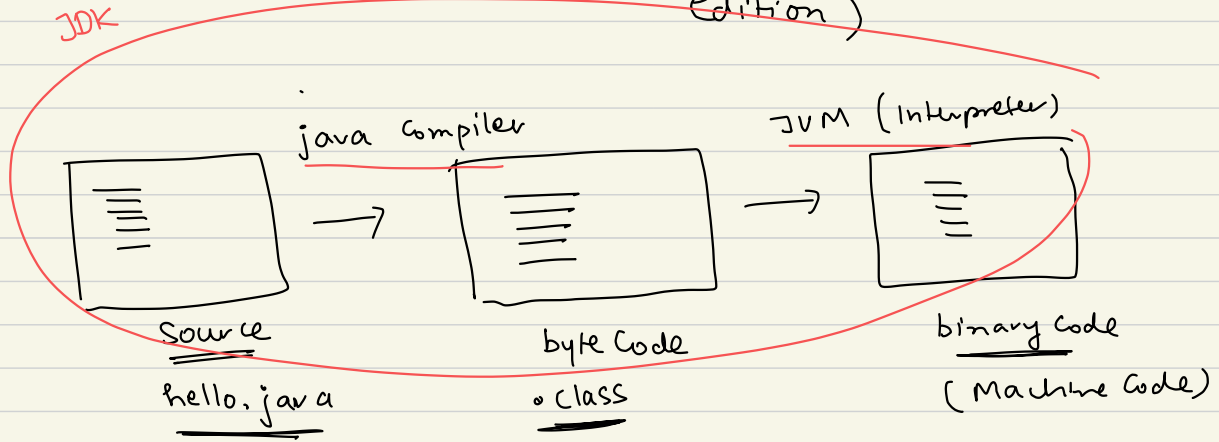 Edition)
JDK
java compiler
JVM (Interpreter)
source
hello.java
byte Code
.class
binary code
(Machine Code)